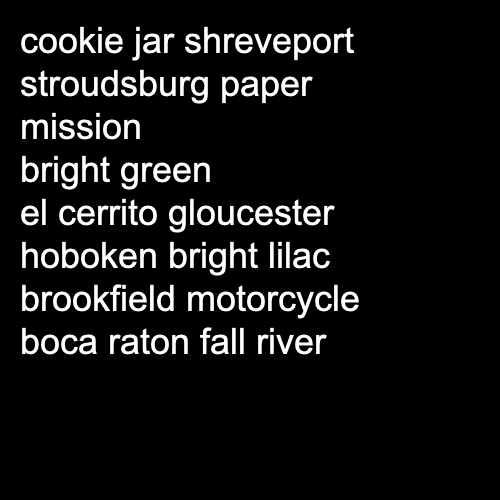 cookie jar shreveport
stroudsburg paper
mission
bright green
el cerrito gloucester
hoboken bright lilac
brookfield motorcycle
boca raton fall river